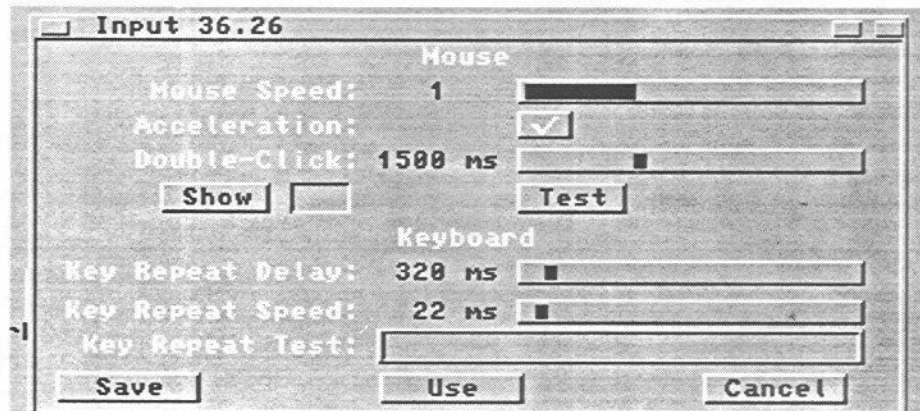 Input 36.26
Mouse
Mouse Speed: 1
Acceleration:
Double-Click: 1500 ms
Show Test
Keyboard
Key Repeat Delay: 320 ms
Key Repeat Speed: 22 ms
Key Repeat Test:
Save Use Cancel